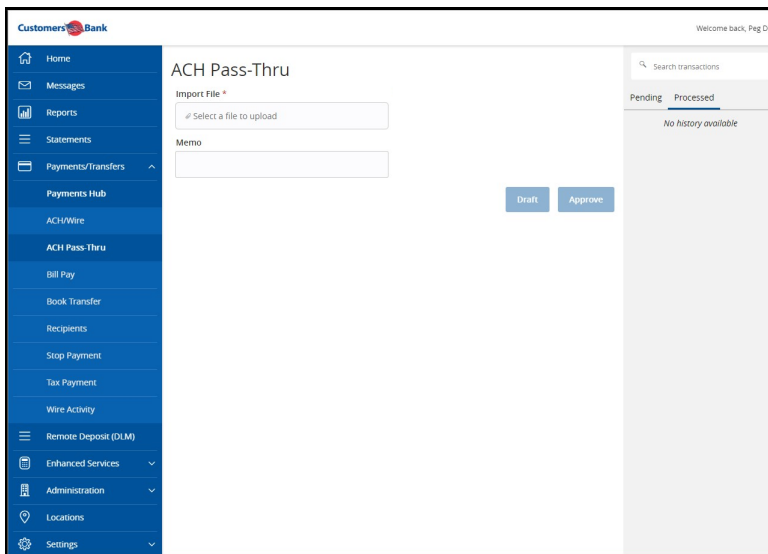 Customers Bank
Welcome back, Peg D
Home
Messages
Reports
Statements
Payments/Transfers
Payments Hub
ACH/Wire
ACH Pass-Thru
Bill Pay
Book Transfer
Recipients
Stop Payment
Tax Payment
Wire Activity
Remote Deposit (DLM)
Enhanced Services
Administration
Locations
Settings
ACH Pass-Thru
Import File *
Select a file to upload
Memo
Draft Approve
Search transactions
Pending Processed
No history available